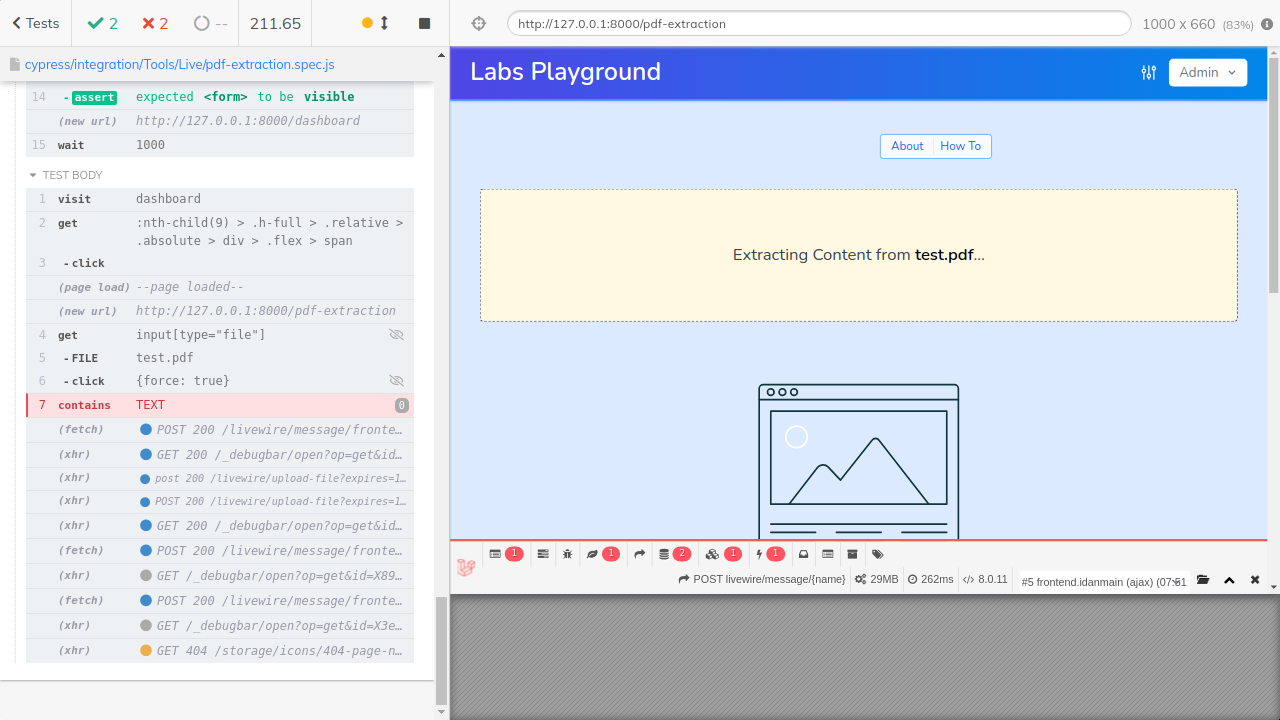 Tests
2
2
--
211.65
http://127.0.0.1:8000/pdf-extraction
1000 x 660 (83%)
cypress/integration/Tools/Live/pdf-extraction.spec.js
14 -assert expected <form> to be visible
(new url) http://127.0.0.1:8000/dashboard
15 wait 1000
TEST BODY
1 visit dashboard
2 get :nth-child(9) > .h-full > .relative >
.absolute > div > .flex > span
3 -click
(page load) --page loaded--
(new url) http://127.0.0.1:8000/pdf-extraction
4 get input[type="file"]
5 -FILE test.pdf
6 -click {force: true}
7 contains TEXT 0
(fetch) POST 200 /livewire/message/fronte…
(xhr) GET 200 /_debugbar/open?op=get&id…
(xhr) post 200 /livewire/upload-file?expires=1…
(xhr) POST 200 /livewire/upload-file?expires=1…
(xhr) GET 200 /_debugbar/open?op=get&id…
(fetch) POST 200 /livewire/message/fronte…
(xhr) GET /_debugbar/open?op=get&id=X89…
(fetch) POST 200 /livewire/message/fronte…
(xhr) GET /_debugbar/open?op=get&id=X3e…
(xhr) GET 404 /storage/icons/404-page-n…
Labs Playground
Admin
About How To
Extracting Content from test.pdf...
1 1 2 1 1
POST livewire/message/{name} 29MB 262ms </> 8.0.11 #5 frontend.idanmain (ajax)